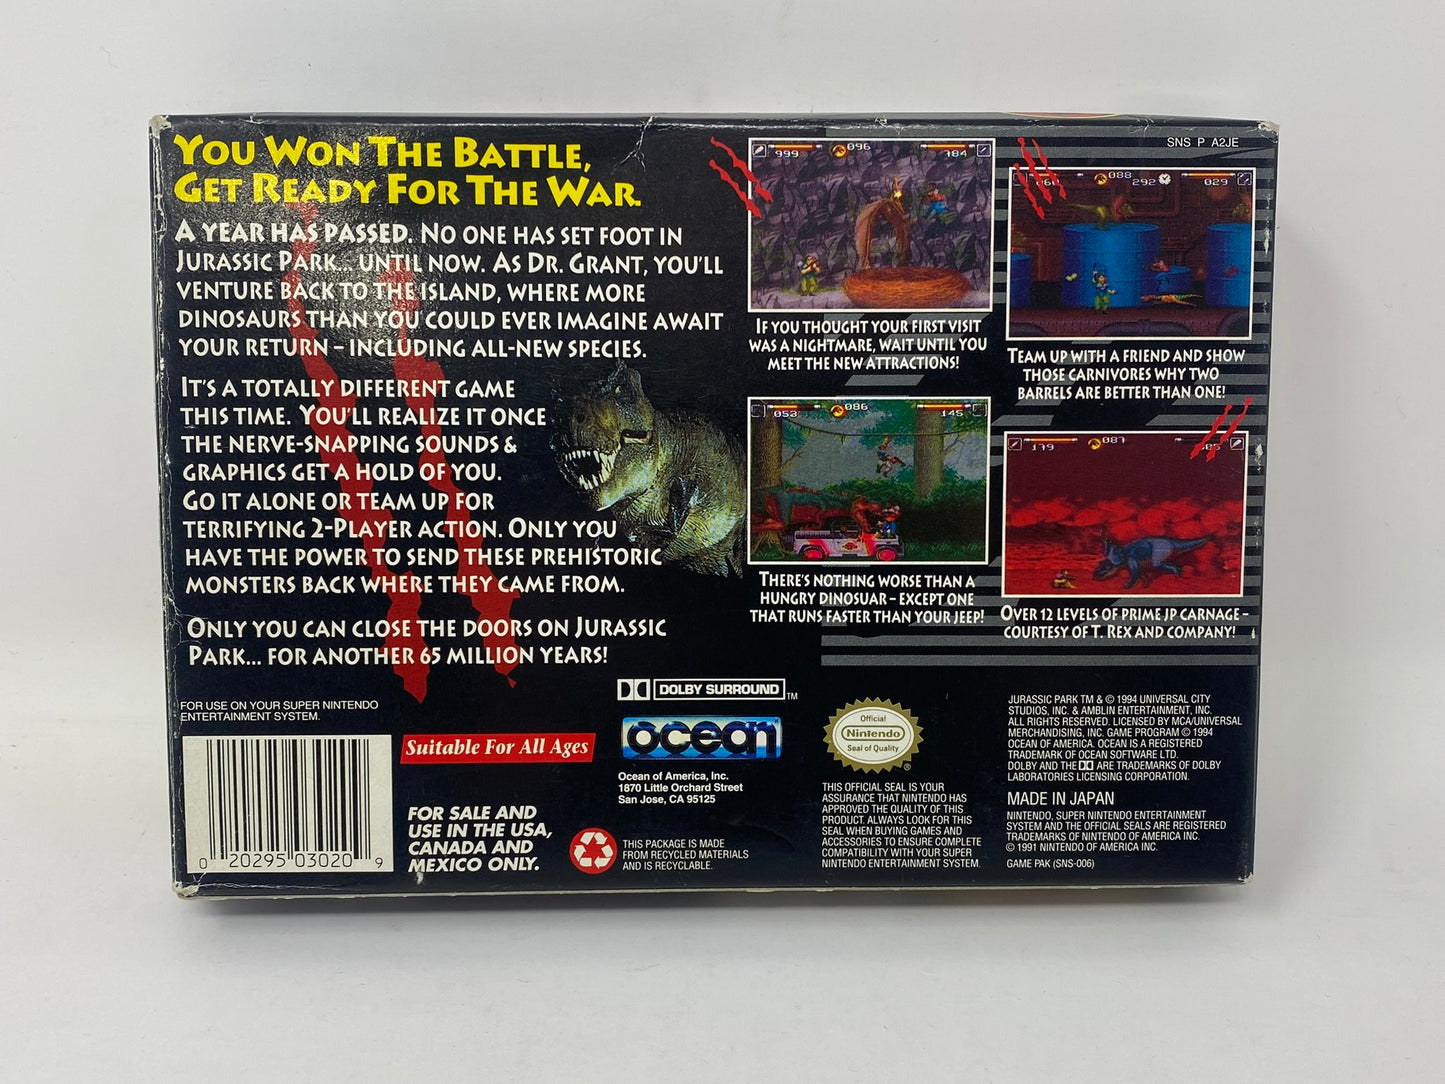 YOU WON THE BATTLE,
GET READY FOR THE WAR.
A YEAR HAS PASSED. NO ONE HAS SET FOOT IN
JURASSIC PARK... UNTIL NOW. AS DR. GRANT, YOU'LL
VENTURE BACK TO THE ISLAND, WHERE MORE
DINOSAURS THAN YOU COULD EVER IMAGINE AWAIT
YOUR RETURN – INCLUDING ALL-NEW SPECIES.
IT'S A TOTALLY DIFFERENT GAME
THIS TIME. YOU'LL REALIZE IT ONCE
THE NERVE-SNAPPING SOUNDS &
GRAPHICS GET A HOLD OF YOU.
GO IT ALONE OR TEAM UP FOR
TERRIFYING 2-PLAYER ACTION. ONLY YOU
HAVE THE POWER TO SEND THESE PREHISTORIC
MONSTERS BACK WHERE THEY CAME FROM.
ONLY YOU CAN CLOSE THE DOORS ON JURASSIC
PARK... FOR ANOTHER 65 MILLION YEARS!
SNS P A2JE
999 096 384
IF YOU THOUGHT YOUR FIRST VISIT
WAS A NIGHTMARE, WAIT UNTIL YOU
MEET THE NEW ATTRACTIONS!
088 292 029
TEAM UP WITH A FRIEND AND SHOW
THOSE CARNIVORES WHY TWO
BARRELS ARE BETTER THAN ONE!
053 086 145
THERE'S NOTHING WORSE THAN A
HUNGRY DINOSUAR – EXCEPT ONE
THAT RUNS FASTER THAN YOUR JEEP!
179 087
OVER 12 LEVELS OF PRIME JP CARNAGE –
COURTESY OF T. REX AND COMPANY!
FOR USE ON YOUR SUPER NINTENDO
ENTERTAINMENT SYSTEM.
0 20295 03020 9
Suitable For All Ages
FOR SALE AND
USE IN THE USA,
CANADA AND
MEXICO ONLY.
DOLBY SURROUND TM
ocean
Ocean of America, Inc.
1870 Little Orchard Street
San Jose, CA 95125
THIS PACKAGE IS MADE
FROM RECYCLED MATERIALS
AND IS RECYCLABLE.
Official
Nintendo
Seal of Quality
®
THIS OFFICIAL SEAL IS YOUR
ASSURANCE THAT NINTENDO HAS
APPROVED THE QUALITY OF THIS
PRODUCT. ALWAYS LOOK FOR THIS
SEAL WHEN BUYING GAMES AND
ACCESSORIES TO ENSURE COMPLETE
COMPATIBILITY WITH YOUR SUPER
NINTENDO ENTERTAINMENT SYSTEM.
JURASSIC PARK TM & © 1994 UNIVERSAL CITY
STUDIOS, INC. & AMBLIN ENTERTAINMENT, INC.
ALL RIGHTS RESERVED. LICENSED BY MCA/UNIVERSAL
MERCHANDISING, INC. GAME PROGRAM © 1994
OCEAN OF AMERICA. OCEAN IS A REGISTERED
TRADEMARK OF OCEAN SOFTWARE LTD.
DOLBY AND THE DD ARE TRADEMARKS OF DOLBY
LABORATORIES LICENSING CORPORATION.
MADE IN JAPAN
NINTENDO, SUPER NINTENDO ENTERTAINMENT
SYSTEM AND THE OFFICIAL SEALS ARE REGISTERED
TRADEMARKS OF NINTENDO OF AMERICA INC.
© 1991 NINTENDO OF AMERICA INC.
GAME PAK (SNS-006)